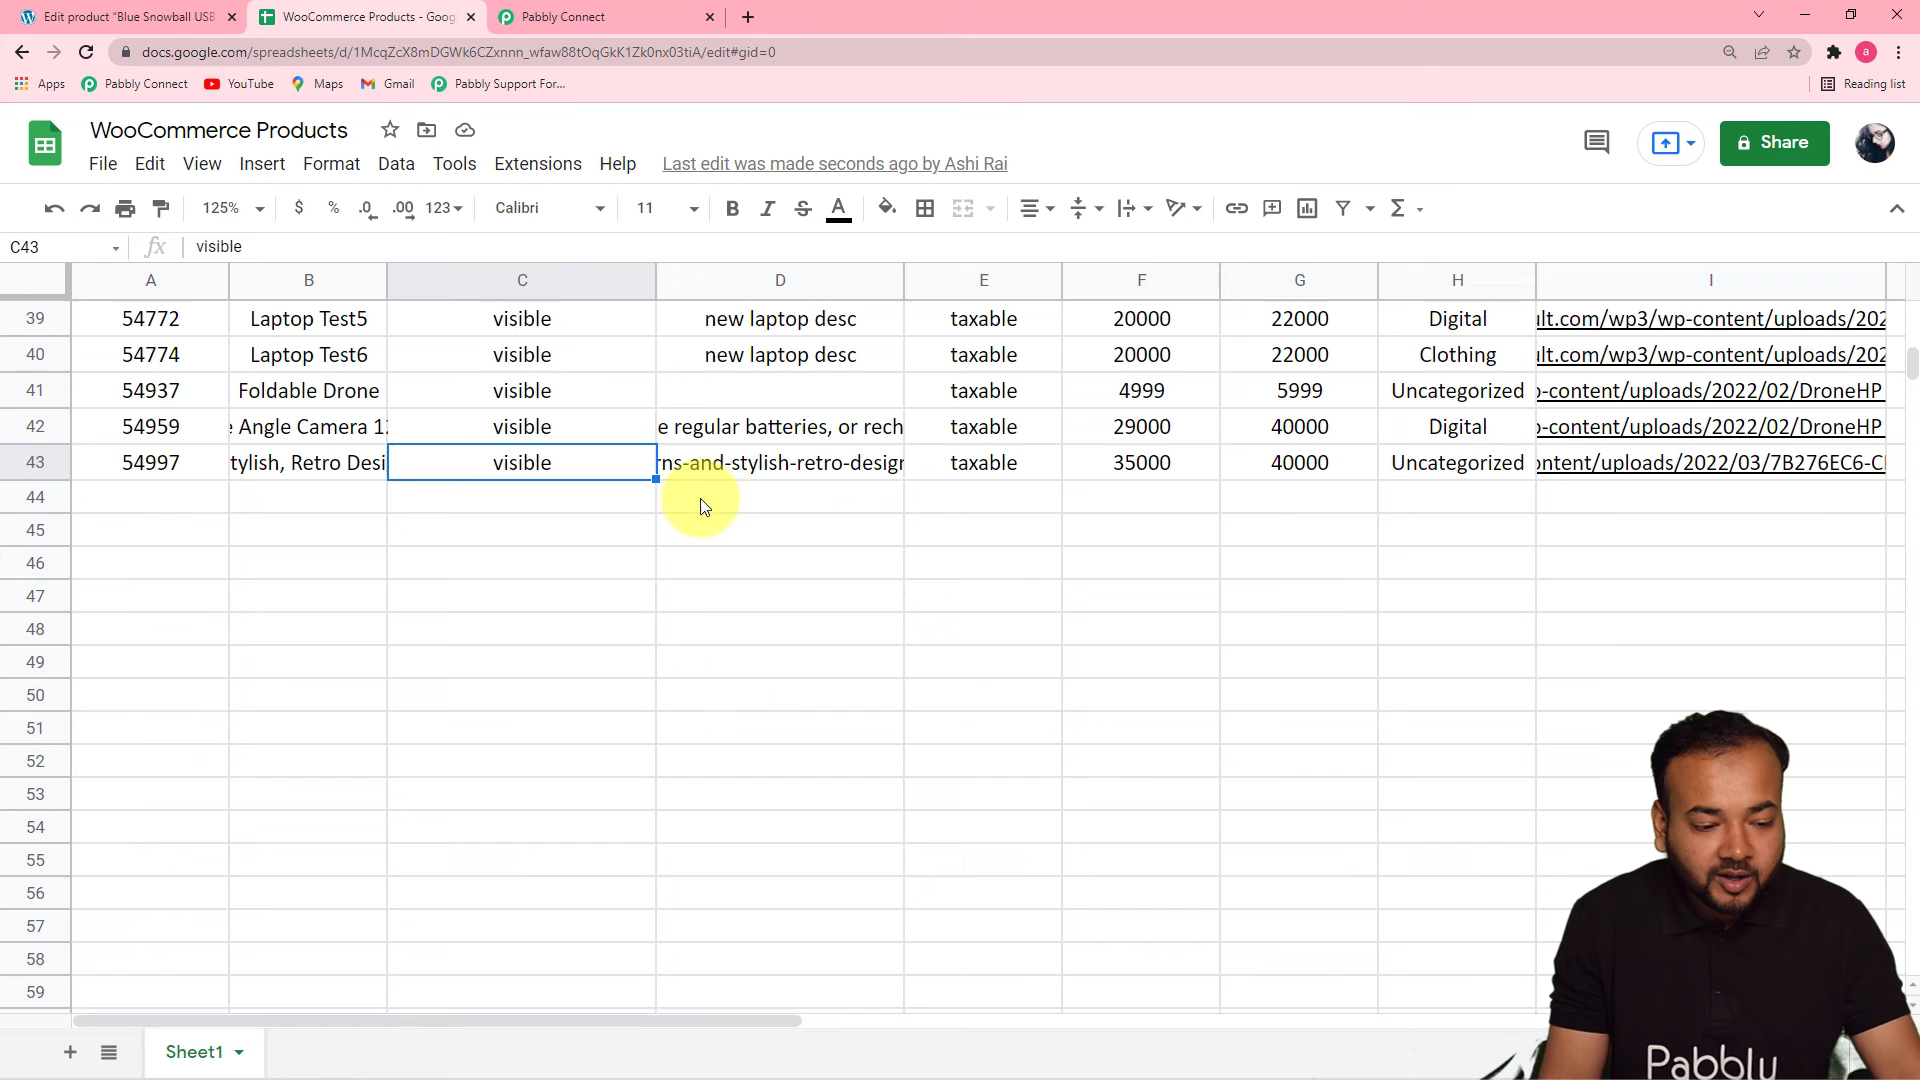 Edit product "Blue Snowball USB
WooCommerce Products - Goog
Pabbly Connect
docs.google.com/spreadsheets/d/1McqZcX8mDGWk6CZxnnn_wfaw88tOqGkK1Zk0nx03tiA/edit#gid=0
a
Apps
Pabbly Connect
YouTube
Maps
Gmail
Pabbly Support For...
Reading list
WooCommerce Products
Share
File Edit View Insert Format Data Tools Extensions Help Last edit was made seconds ago by Ashi Rai
125% $ % .0 .00 123 Calibri 11 B I S A Σ
C43 fx visible
A B C D E F G H I
39 54772 Laptop Test5 visible new laptop desc taxable 20000 22000 Digital ult.com/wp3/wp-content/uploads/202
40 54774 Laptop Test6 visible new laptop desc taxable 20000 22000 Clothing ult.com/wp3/wp-content/uploads/202
41 54937 Foldable Drone visible taxable 4999 5999 Uncategorized p-content/uploads/2022/02/DroneHP
42 54959 e Angle Camera 12 visible e regular batteries, or rech taxable 29000 40000 Digital p-content/uploads/2022/02/DroneHP
43 54997 tylish, Retro Desi visible rns-and-stylish-retro-design taxable 35000 40000 Uncategorized ontent/uploads/2022/03/7B276EC6-C
44
45
46
47
48
49
50
51
52
53
54
55
56
57
58
59
Sheet1
Pabbly